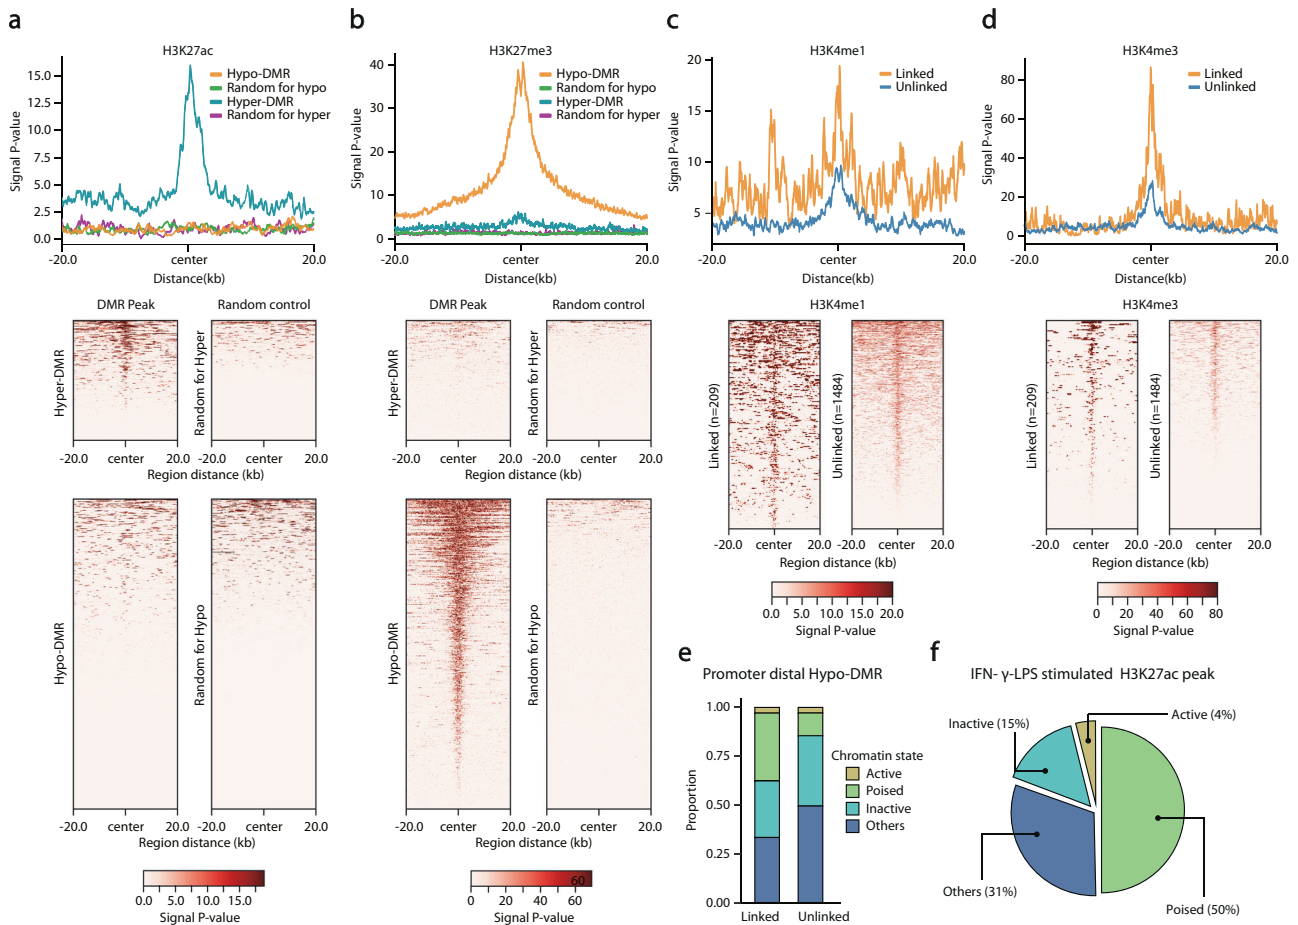 a
H3K27ac
Signal P-value
15.0
12.5
10.0
7.5
5.0
2.5
0.0
Hypo-DMR
Random for hypo
Hyper-DMR
Random for hyper
-20.0 center 20.0
Distance(kb)
DMR Peak Random control
Hyper-DMR
Random for Hyper
-20.0 center 20.0 -20.0 center 20.0
Region distance (kb)
Hypo-DMR
Random for Hypo
-20.0 center 20.0 -20.0 center 20.0
Region distance (kb)
0.0 5.0 10.0 15.0
Signal P-value
b
H3K27me3
Signal P-value
40
30
20
10
0
Hypo-DMR
Random for hypo
Hyper-DMR
Random for hyper
-20.0 center 20.0
Distance(kb)
DMR Peak Random control
Hyper-DMR
Random for Hyper
-20.0 center 20.0 -20.0 center 20.0
Region distance (kb)
Hypo-DMR
Random for Hypo
-20.0 center 20.0 -20.0 center 20.0
Region distance (kb)
60
0 20 40 60
Signal P-value
c
H3K4me1
Signal P-value
20
15
10
5
Linked
Unlinked
-20.0 center 20.0
Distance(kb)
H3K4me1
Linked (n=209)
Unlinked (n=1484)
-20.0 center 20.0 -20.0 center 20.0
Region distance (kb)
0.0 5.0 10.0 15.0 20.0
Signal P-value
d
H3K4me3
Signal P-value
80
60
40
20
0
Linked
Unlinked
-20.0 center 20.0
Distance(kb)
H3K4me3
Linked (n=209)
Unlinked (n=1484)
-20.0 center 20.0 -20.0 center 20.0
Region distance (kb)
0 20 40 60 80
Signal P-value
e
Promoter distal Hypo-DMR
Proportion
1.00
0.75
0.50
0.25
0.00
Linked Unlinked
Chromatin state
Active
Poised
Inactive
Others
f
IFN- γ-LPS stimulated H3K27ac peak
Active (4%)
Inactive (15%)
Others (31%)
Poised (50%)